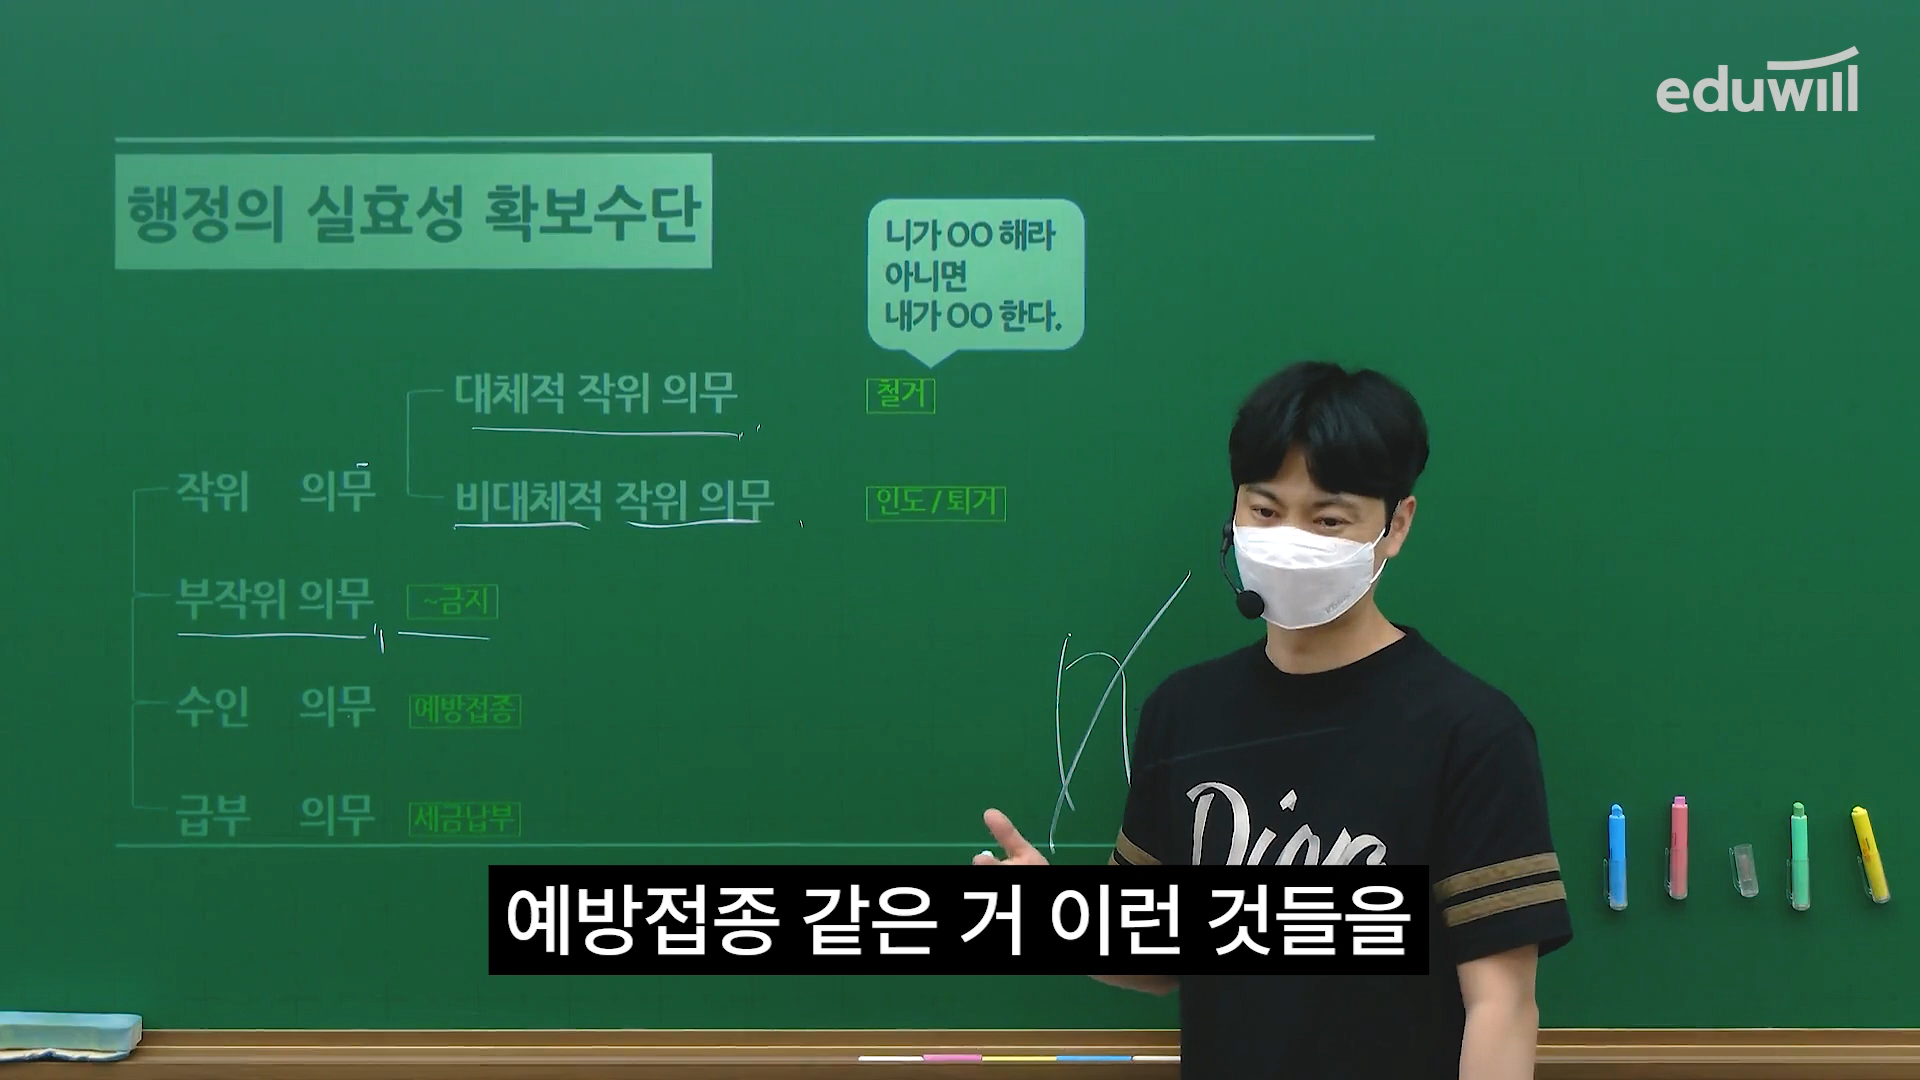 eduwill
행정의 실효성 확보수단
니가 OO 해라
아니면
내가 OO 한다.
대체적 작위 의무 철거
작위 의무
비대체적 작위 의무 인도 / 퇴거
부작위 의무 ~금지
수인 의무 예방접종
급부 의무 세금납부
Dior
예방접종 같은 거 이런 것들을